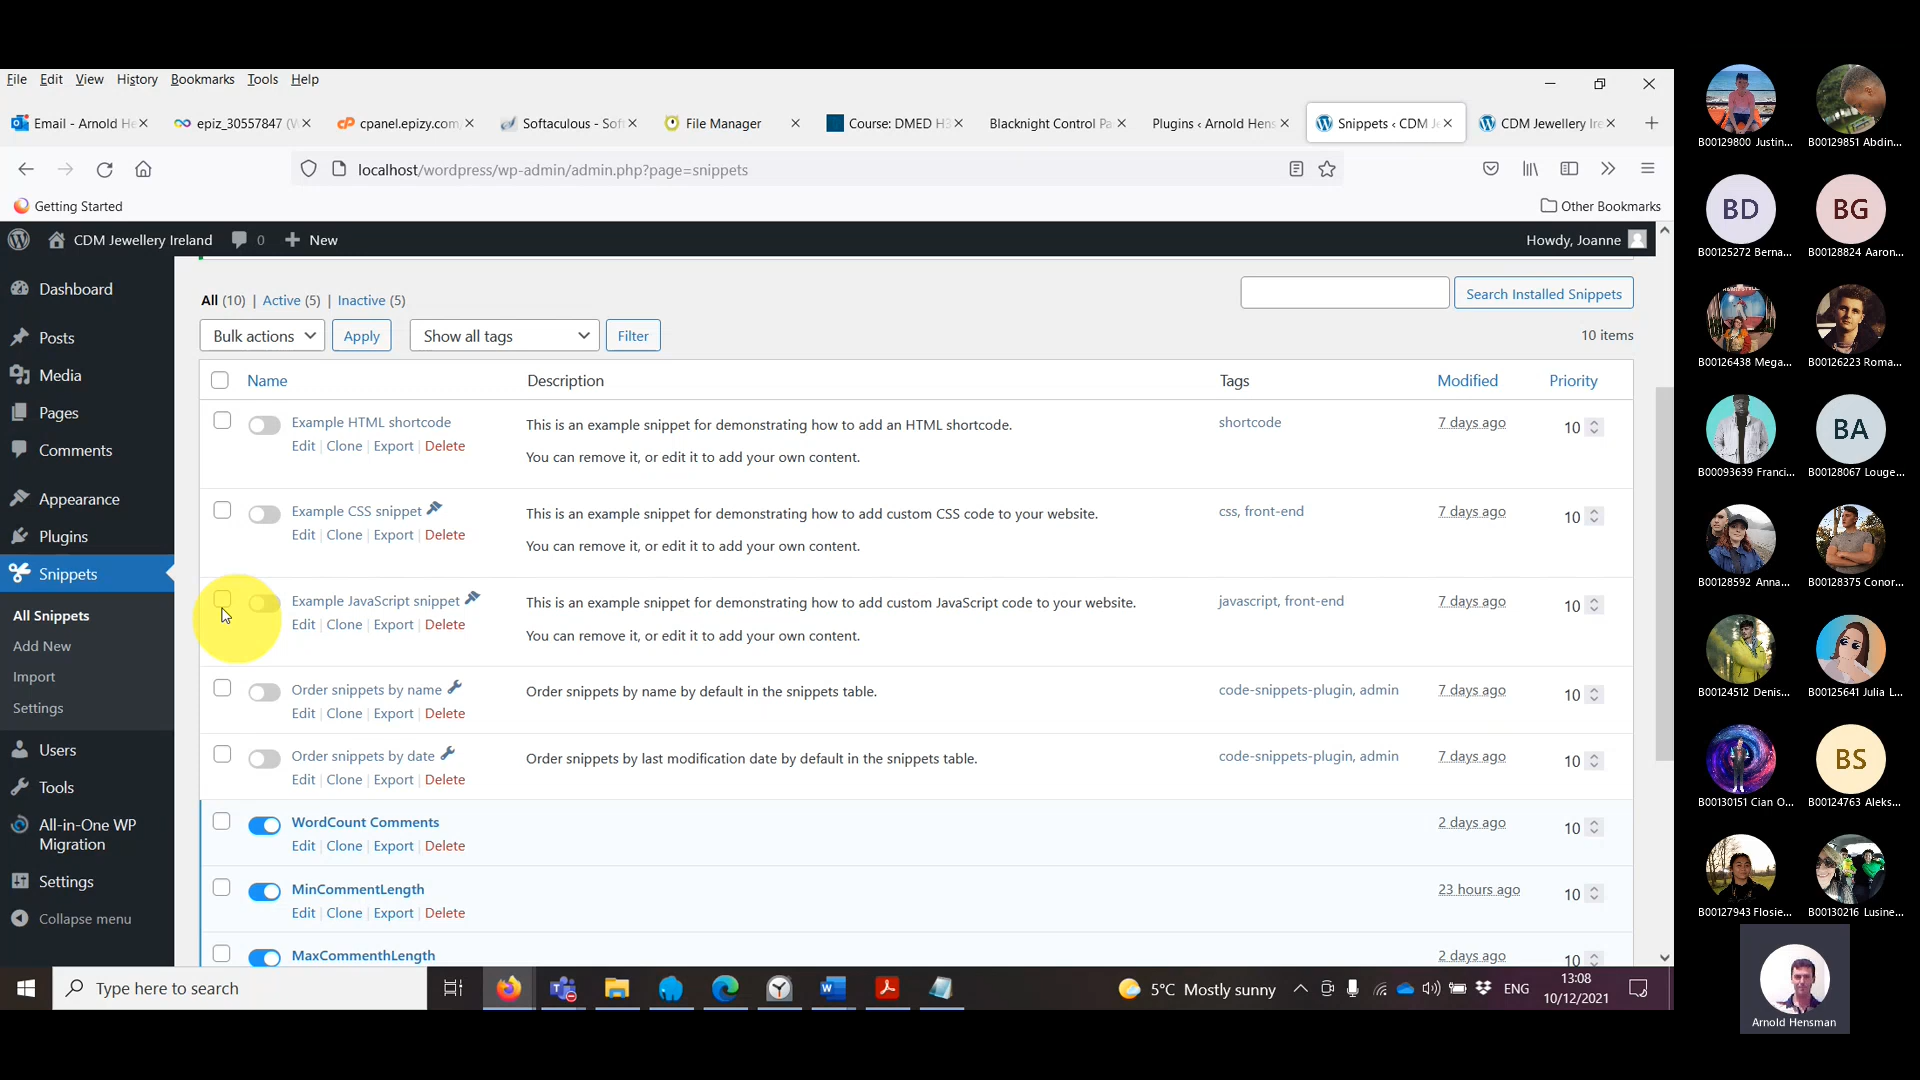 File Edit View History Bookmarks Tools Help
Email - Arnold He
epiz_30557847 (V
cpanel.epizy.com
Softaculous - Sof
File Manager
Course: DMED H3
Blacknight Control Pa
Plugins ‹ Arnold Hens
Snippets ‹ CDM J
CDM Jewellery Ire
localhost/wordpress/wp-admin/admin.php?page=snippets
Getting Started
Other Bookmarks
CDM Jewellery Ireland
0
New
Howdy, Joanne
Dashboard
Posts
Media
Pages
Comments
Appearance
Plugins
Snippets
All Snippets
Add New
Import
Settings
Users
Tools
All-in-One WP
Migration
Settings
Collapse menu
All (10) | Active (5) | Inactive (5)
Search Installed Snippets
Bulk actions
Apply
Show all tags
Filter
10 items
Name Description Tags Modified Priority
Example HTML shortcode
Edit | Clone | Export | Delete
This is an example snippet for demonstrating how to add an HTML shortcode.
You can remove it, or edit it to add your own content.
shortcode
7 days ago
10
Example CSS snippet
Edit | Clone | Export | Delete
This is an example snippet for demonstrating how to add custom CSS code to your website.
You can remove it, or edit it to add your own content.
css, front-end
7 days ago
10
Example JavaScript snippet
Edit | Clone | Export | Delete
This is an example snippet for demonstrating how to add custom JavaScript code to your website.
You can remove it, or edit it to add your own content.
javascript, front-end
7 days ago
10
Order snippets by name
Edit | Clone | Export | Delete
Order snippets by name by default in the snippets table.
code-snippets-plugin, admin
7 days ago
10
Order snippets by date
Edit | Clone | Export | Delete
Order snippets by last modification date by default in the snippets table.
code-snippets-plugin, admin
7 days ago
10
WordCount Comments
Edit | Clone | Export | Delete
2 days ago
10
MinCommentLength
Edit | Clone | Export | Delete
23 hours ago
10
MaxCommenthLength
2 days ago
10
Type here to search
5°C Mostly sunny
ENG
13:08
10/12/2021
B00129800 Justin...
B00129851 Abdin...
BD
B00125272 Berna...
BG
B00128824 Aaron...
B00126438 Mega...
B00126223 Roma...
B00093639 Franci...
BA
B00128067 Louge...
B00128592 Anna...
B00128375 Conor...
B00124512 Denis...
B00125641 Julia L...
B00130151 Cian O...
BS
B00124763 Aleks...
B00127943 Flosie...
B00130216 Lusine...
Arnold Hensman